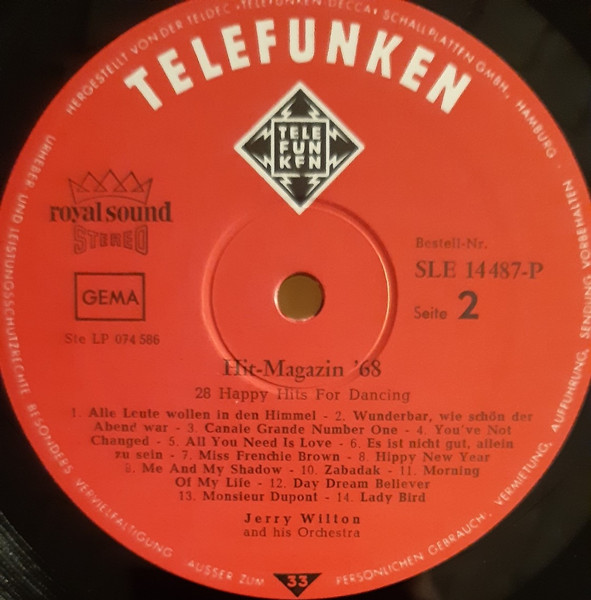 HERGESTELLT VON DER TELDEC · TELEFUNKEN-DECCA · SCHALLPLATTEN GMBH., HAMBURG
TELEFUNKEN
TELE
FUN
KEN
royal sound
STEREO
GEMA
Ste LP 074 586
Bestell-Nr.
SLE 14 487-P
Seite 2
Hit-Magazin '68
28 Happy Hits For Dancing
1. Alle Leute wollen in den Himmel - 2. Wunderbar, wie schön der
Abend war - 3. Canale Grande Number One - 4. You've Not
Changed - 5. All You Need Is Love - 6. Es ist nicht gut, allein
zu sein - 7. Miss Frenchie Brown - 8. Hippy New Year
9. Me And My Shadow - 10. Zabadak - 11. Morning
Of My Life - 12. Day Dream Believer
13. Monsieur Dupont - 14. Lady Bird
Jerry Wilton
and his Orchestra
URHEBER UND LEISTUNGSSCHUTZRECHTE BESONDERS VERVIELFÄLTIGUNG AUSSER ZUM
33
PERSÖNLICHEN GEBRAUCH, VERMIETUNG, AUFFÜHRUNG, SENDUNG VORBEHALTEN